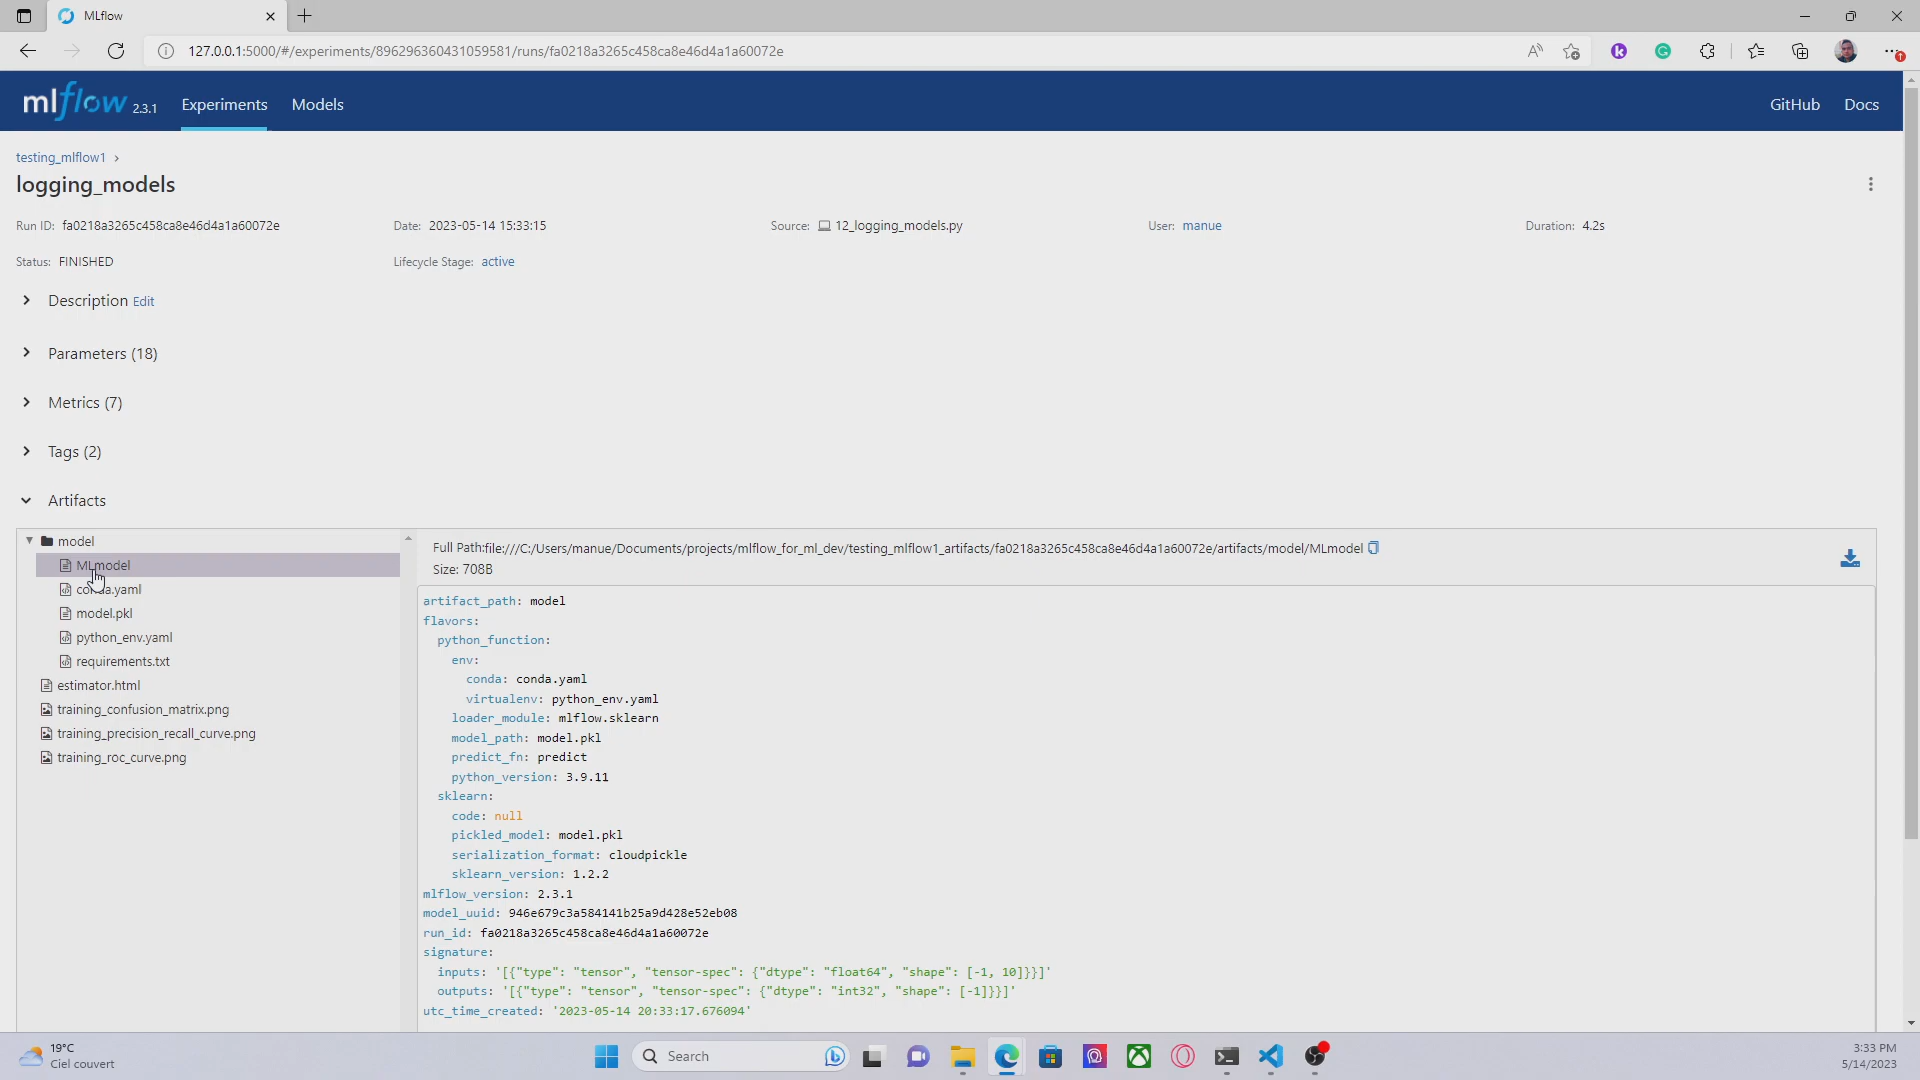 MLflow
127.0.0.1:5000/#/experiments/896296360431059581/runs/fa0218a3265c458ca8e46d4a1a60072e
mlflow 2.3.1 Experiments Models GitHub Docs
testing_mlflow1 ›
logging_models
Run ID: fa0218a3265c458ca8e46d4a1a60072e Date: 2023-05-14 15:33:15 Source: 12_logging_models.py User: manue Duration: 4.2s
Status: FINISHED Lifecycle Stage: active
Description Edit
Parameters (18)
Metrics (7)
Tags (2)
Artifacts
model
MLmodel
conda.yaml
model.pkl
python_env.yaml
requirements.txt
estimator.html
training_confusion_matrix.png
training_precision_recall_curve.png
training_roc_curve.png
Full Path:file:///C:/Users/manue/Documents/projects/mlflow_for_ml_dev/testing_mlflow1_artifacts/fa0218a3265c458ca8e46d4a1a60072e/artifacts/model/MLmodel
Size: 708B
artifact_path: model
flavors:
python_function:
env:
conda: conda.yaml
virtualenv: python_env.yaml
loader_module: mlflow.sklearn
model_path: model.pkl
predict_fn: predict
python_version: 3.9.11
sklearn:
code: null
pickled_model: model.pkl
serialization_format: cloudpickle
sklearn_version: 1.2.2
mlflow_version: 2.3.1
model_uuid: 946e679c3a584141b25a9d428e52eb08
run_id: fa0218a3265c458ca8e46d4a1a60072e
signature:
inputs: '[{"type": "tensor", "tensor-spec": {"dtype": "float64", "shape": [-1, 10]}}]'
outputs: '[{"type": "tensor", "tensor-spec": {"dtype": "int32", "shape": [-1]}}]'
utc_time_created: '2023-05-14 20:33:17.676094'
19°C
Ciel couvert
Search
3:33 PM
5/14/2023